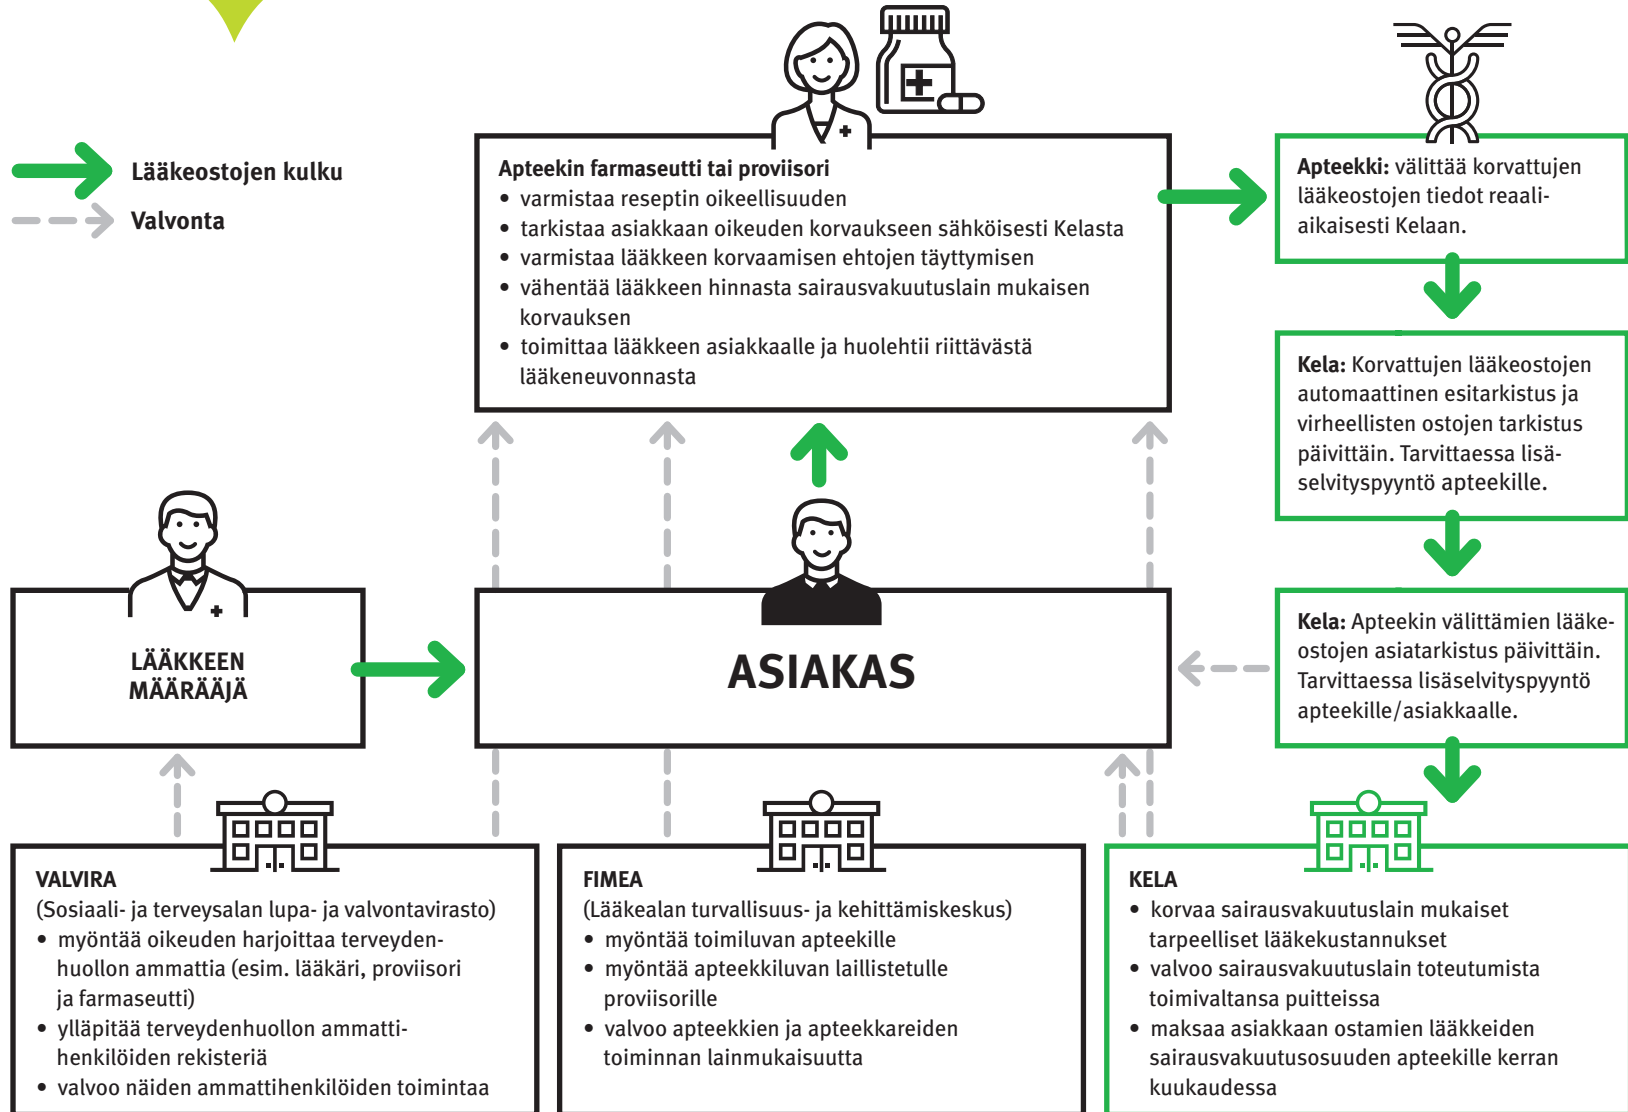 Lääkeostojen kulku
Valvonta
Apteekin farmaseutti tai proviisori
• varmistaa reseptin oikeellisuuden
• tarkistaa asiakkaan oikeuden korvaukseen sähköisesti Kelasta
• varmistaa lääkkeen korvaamisen ehtojen täyttymisen
• vähentää lääkkeen hinnasta sairausvakuutuslain mukaisen
korvauksen
• toimittaa lääkkeen asiakkaalle ja huolehtii riittävästä
lääkeneuvonnasta
Apteekki: välittää korvattujen
lääkeostojen tiedot reaali-
aikaisesti Kelaan.
Kela: Korvattujen lääkeostojen
automaattinen esitarkistus ja
virheellisten ostojen tarkistus
päivittäin. Tarvittaessa lisä-
selvityspyyntö apteekille.
LÄÄKKEEN
MÄÄRÄÄJÄ
ASIAKAS
Kela: Apteekin välittämien lääke-
ostojen asiatarkistus päivittäin.
Tarvittaessa lisäselvityspyyntö
apteekille/asiakkaalle.
VALVIRA
(Sosiaali- ja terveysalan lupa- ja valvontavirasto)
• myöntää oikeuden harjoittaa terveyden-
huollon ammattia (esim. lääkäri, proviisori
ja farmaseutti)
• ylläpitää terveydenhuollon ammatti-
henkilöiden rekisteriä
• valvoo näiden ammattihenkilöiden toimintaa
FIMEA
(Lääkealan turvallisuus- ja kehittämiskeskus)
• myöntää toimiluvan apteekille
• myöntää apteekkiluvan laillistetulle
proviisorille
• valvoo apteekkien ja apteekkareiden
toiminnan lainmukaisuutta
KELA
• korvaa sairausvakuutuslain mukaiset
tarpeelliset lääkekustannukset
• valvoo sairausvakuutuslain toteutumista
toimivaltansa puitteissa
• maksaa asiakkaan ostamien lääkkeiden
sairausvakuutusosuuden apteekille kerran
kuukaudessa